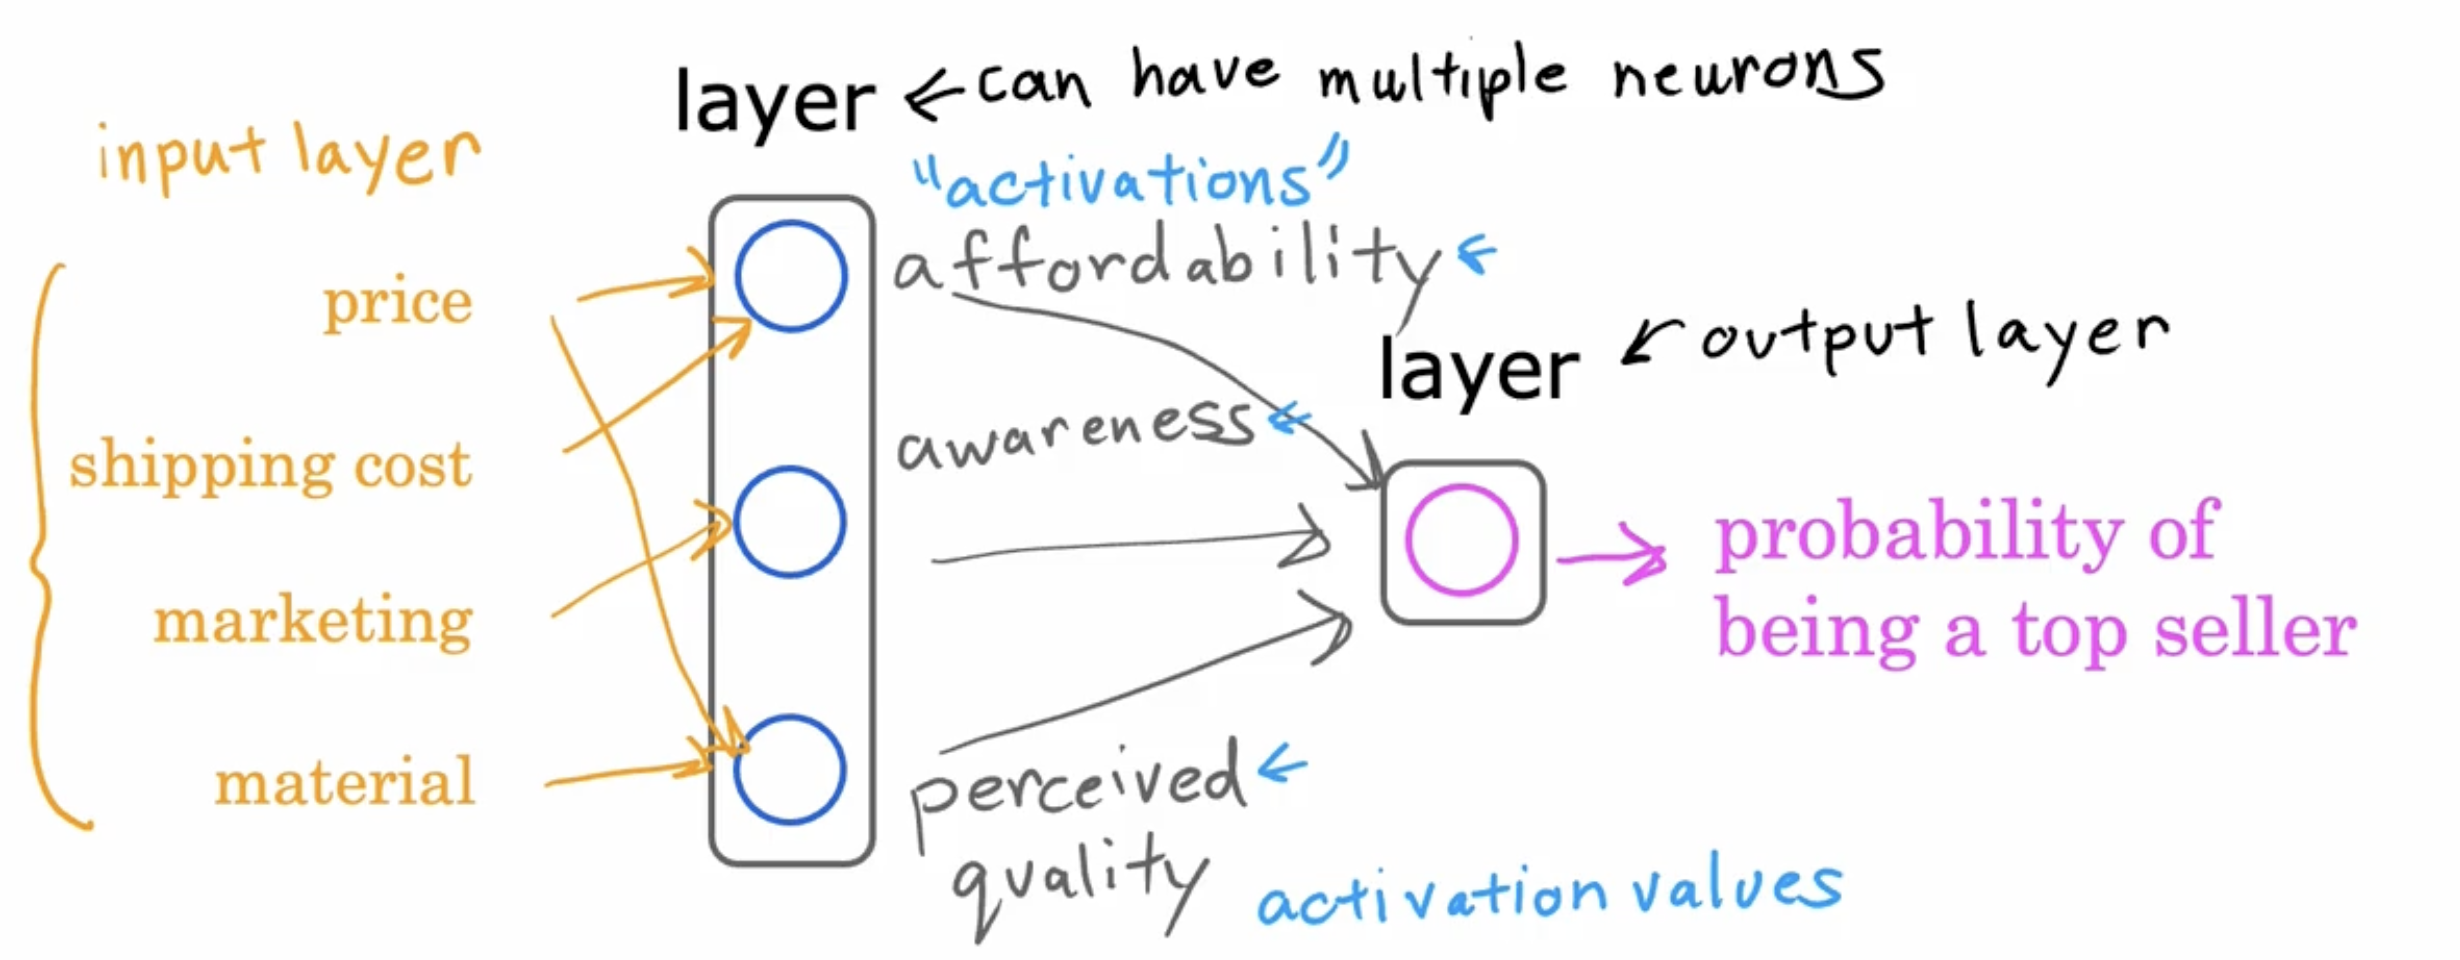 layer ← can have multiple neurons
input layer
"activations"
price
affordability ←
layer ← output layer
shipping cost
awareness ←
marketing
probability of
being a top seller
material
perceived ←
quality
activation values